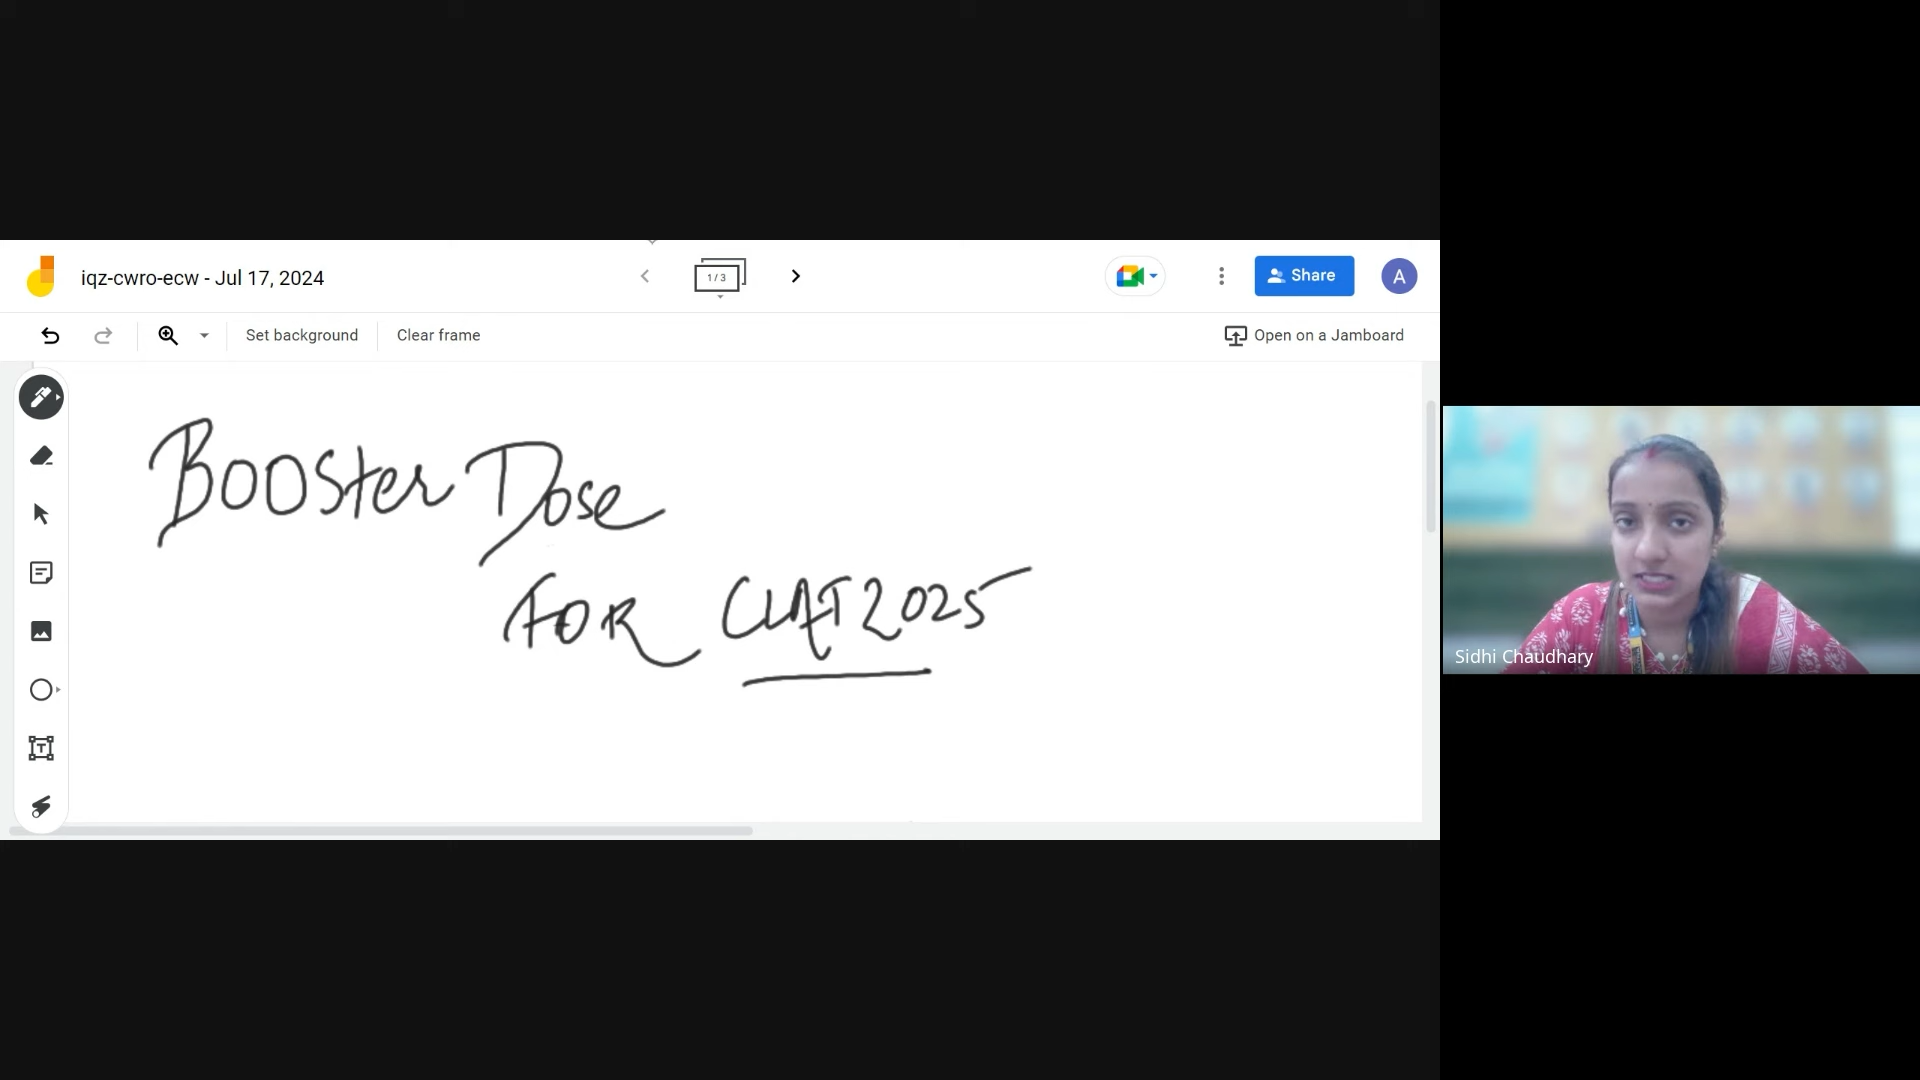 iqz-cwro-ecw - Jul 17, 2024
1 / 3
Share
A
Set background
Clear frame
Open on a Jamboard
Booster Dose
FOR CLAT 2025
T
Sidhi Chaudhary